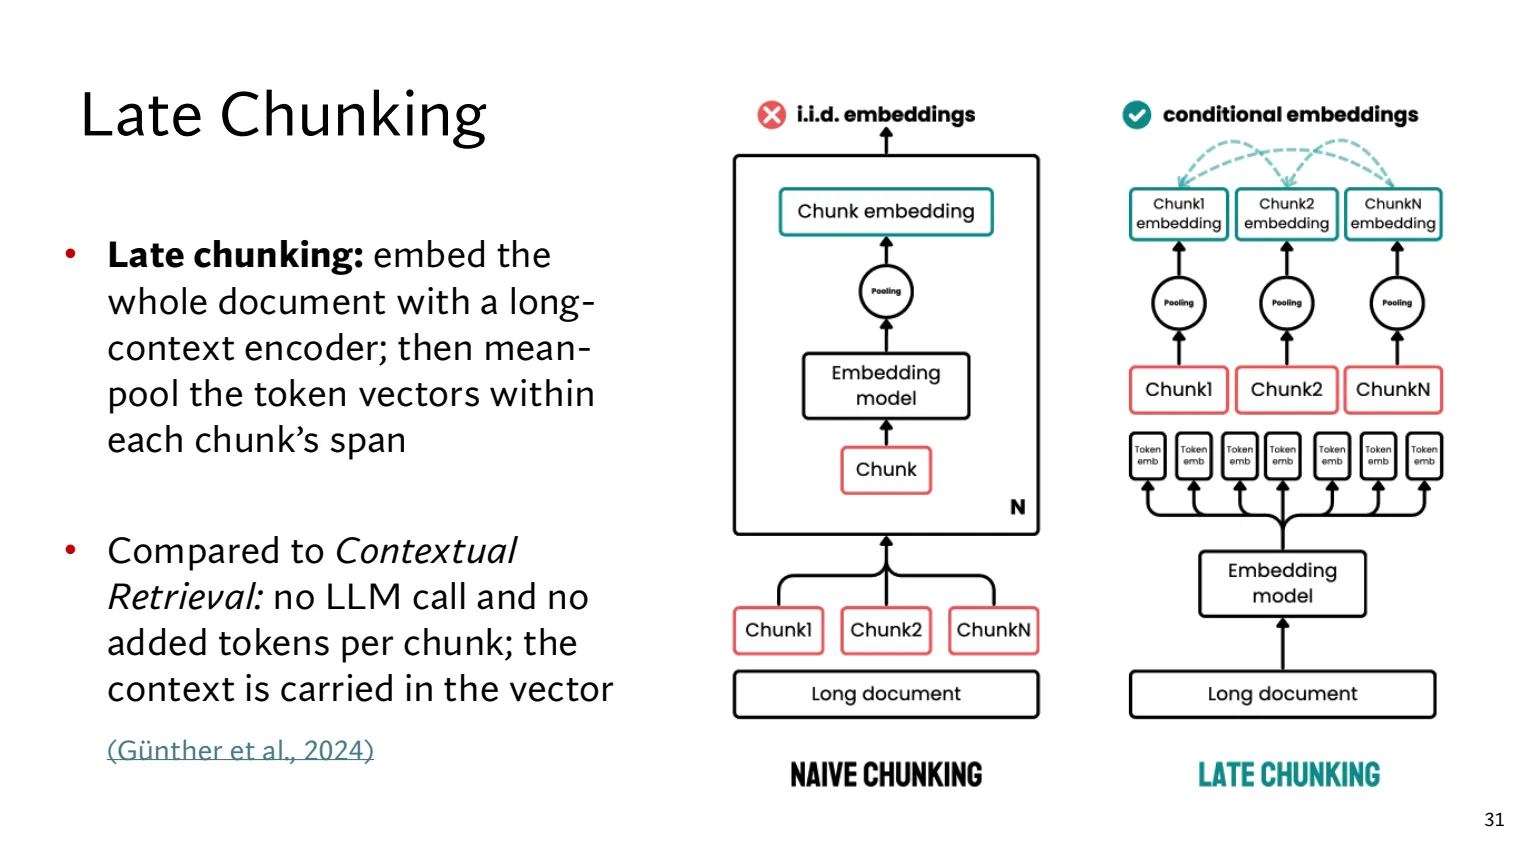 Late Chunking
• Late chunking: embed the
whole document with a long-
context encoder; then mean-
pool the token vectors within
each chunk's span
• Compared to Contextual
Retrieval: no LLM call and no
added tokens per chunk; the
context is carried in the vector
(Günther et al., 2024)
i.i.d. embeddings
Chunk embedding
Pooling
Embedding
model
Chunk
N
Chunk1 Chunk2 ChunkN
Long document
NAIVE CHUNKING
conditional embeddings
Chunk1 Chunk2 ChunkN
embedding embedding embedding
Pooling Pooling Pooling
Chunk1 Chunk2 ChunkN
Token Token Token Token Token Token Token
emb emb emb emb emb emb emb
Embedding
model
Long document
LATE CHUNKING
31